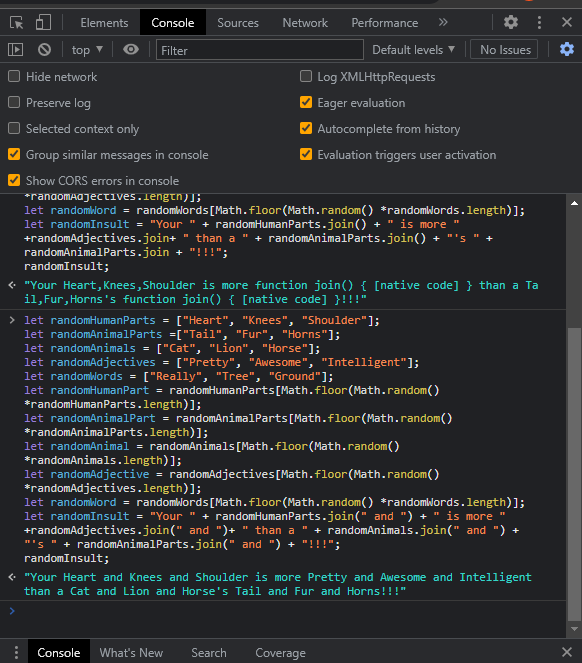 Elements Console Sources Network Performance »
top ▼ Filter Default levels ▼ No Issues
Hide network Log XMLHttpRequests
Preserve log Eager evaluation
Selected context only Autocomplete from history
Group similar messages in console Evaluation triggers user activation
Show CORS errors in console
*randomAdjectives.length)];
let randomWord = randomWords[Math.floor(Math.random() *randomWords.length)];
let randomInsult = "Your " + randomHumanParts.join() + " is more "
+randomAdjectives.join+ " than a " + randomAnimalParts.join() + "'s " +
randomAnimalParts.join + "!!!";
randomInsult;
"Your Heart,Knees,Shoulder is more function join() { [native code] } than a Ta
il,Fur,Horns's function join() { [native code] }!!!"
> let randomHumanParts = ["Heart", "Knees", "Shoulder"];
let randomAnimalParts =["Tail", "Fur", "Horns"];
let randomAnimals = ["Cat", "Lion", "Horse"];
let randomAdjectives = ["Pretty", "Awesome", "Intelligent"];
let randomWords = ["Really", "Tree", "Ground"];
let randomHumanPart = randomHumanParts[Math.floor(Math.random()
*randomHumanParts.length)];
let randomAnimalPart = randomAnimalParts[Math.floor(Math.random()
*randomAnimalParts.length)];
let randomAnimal = randomAnimals[Math.floor(Math.random()
*randomAnimals.length)];
let randomAdjective = randomAdjectives[Math.floor(Math.random()
*randomAdjectives.length)];
let randomWord = randomWords[Math.floor(Math.random() *randomWords.length)];
let randomInsult = "Your " + randomHumanParts.join(" and ") + " is more "
+randomAdjectives.join(" and ")+ " than a " + randomAnimals.join(" and ") +
"'s " + randomAnimalParts.join(" and ") + "!!!";
randomInsult;
"Your Heart and Knees and Shoulder is more Pretty and Awesome and Intelligent
than a Cat and Lion and Horse's Tail and Fur and Horns!!!"
>
Console What's New Search Coverage